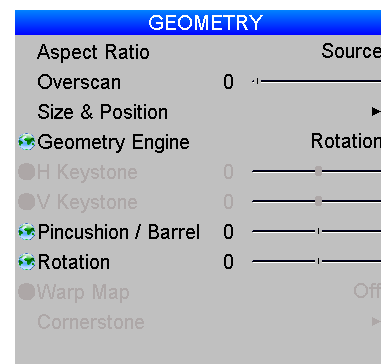 GEOMETRY
Aspect Ratio Source
Overscan 0
Size & Position
Geometry Engine Rotation
H Keystone 0
V Keystone 0
Pincushion / Barrel 0
Rotation 0
Warp Map Off
Cornerstone